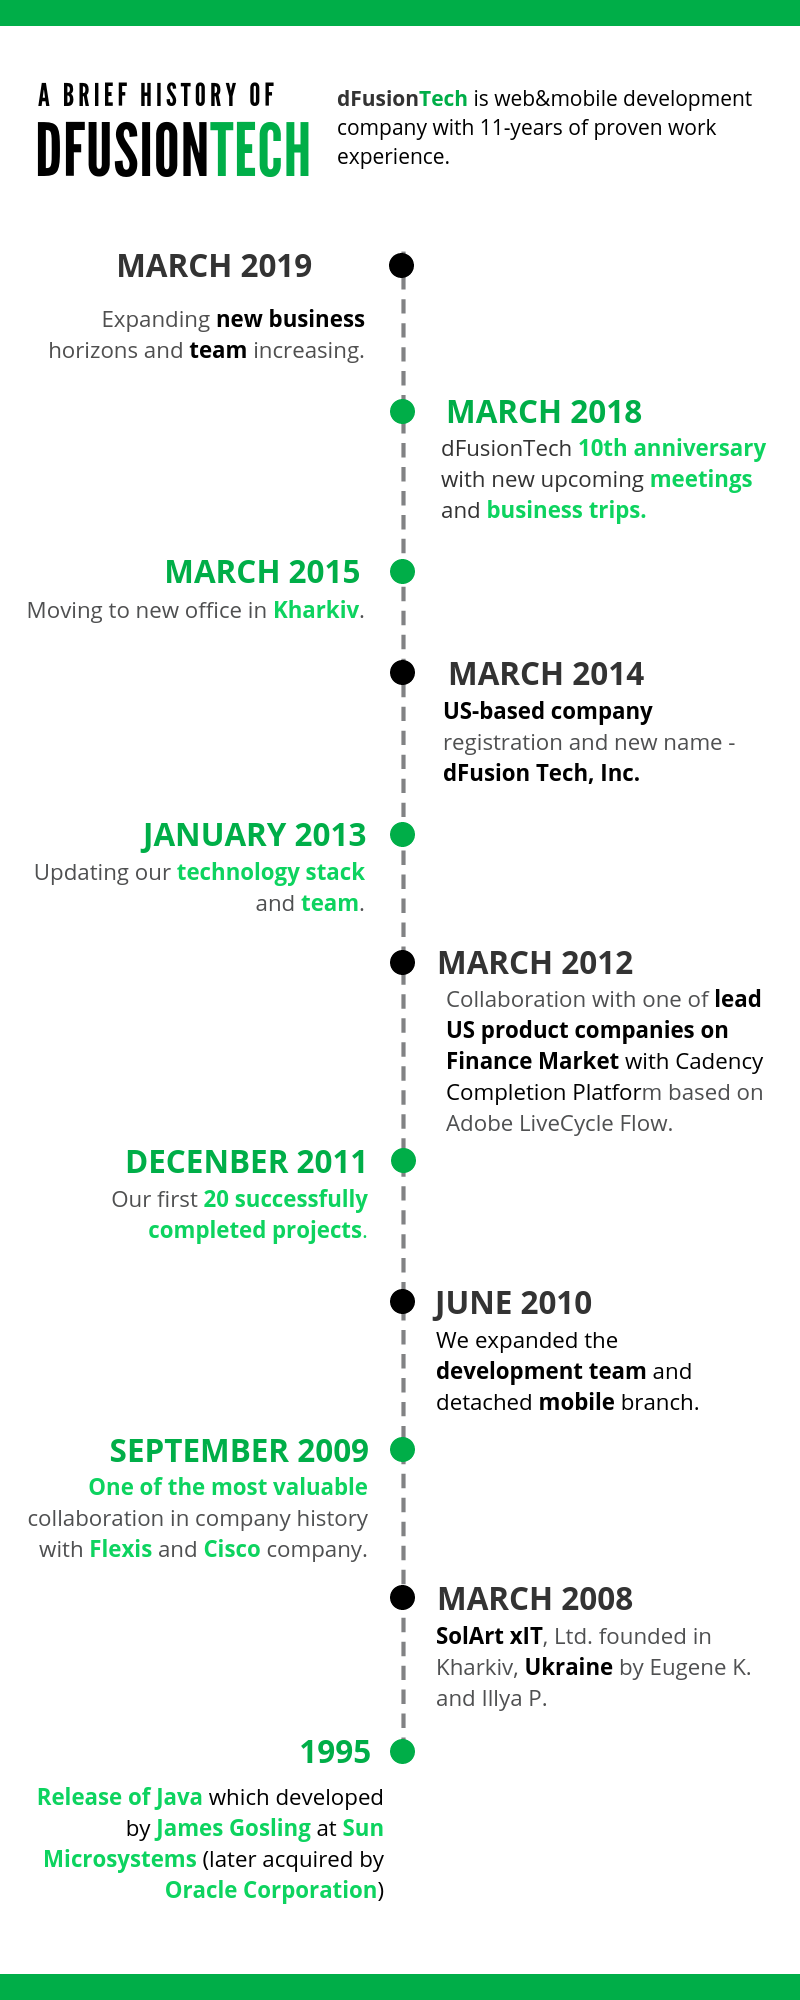 A BRIEF HISTORY OF
DFUSIONTECH
dFusionTech is web&mobile development
company with 11-years of proven work
experience.
MARCH 2019
Expanding new business
horizons and team increasing.
MARCH 2018
dFusionTech 10th anniversary
with new upcoming meetings
and business trips.
MARCH 2015
Moving to new office in Kharkiv.
MARCH 2014
US-based company
registration and new name -
dFusion Tech, Inc.
JANUARY 2013
Updating our technology stack
and team.
MARCH 2012
Collaboration with one of lead
US product companies on
Finance Market with Cadency
Completion Platform based on
Adobe LiveCycle Flow.
DECENBER 2011
Our first 20 successfully
completed projects.
JUNE 2010
We expanded the
development team and
detached mobile branch.
SEPTEMBER 2009
One of the most valuable
collaboration in company history
with Flexis and Cisco company.
MARCH 2008
SolArt xIT, Ltd. founded in
Kharkiv, Ukraine by Eugene K.
and Illya P.
1995
Release of Java which developed
by James Gosling at Sun
Microsystems (later acquired by
Oracle Corporation)